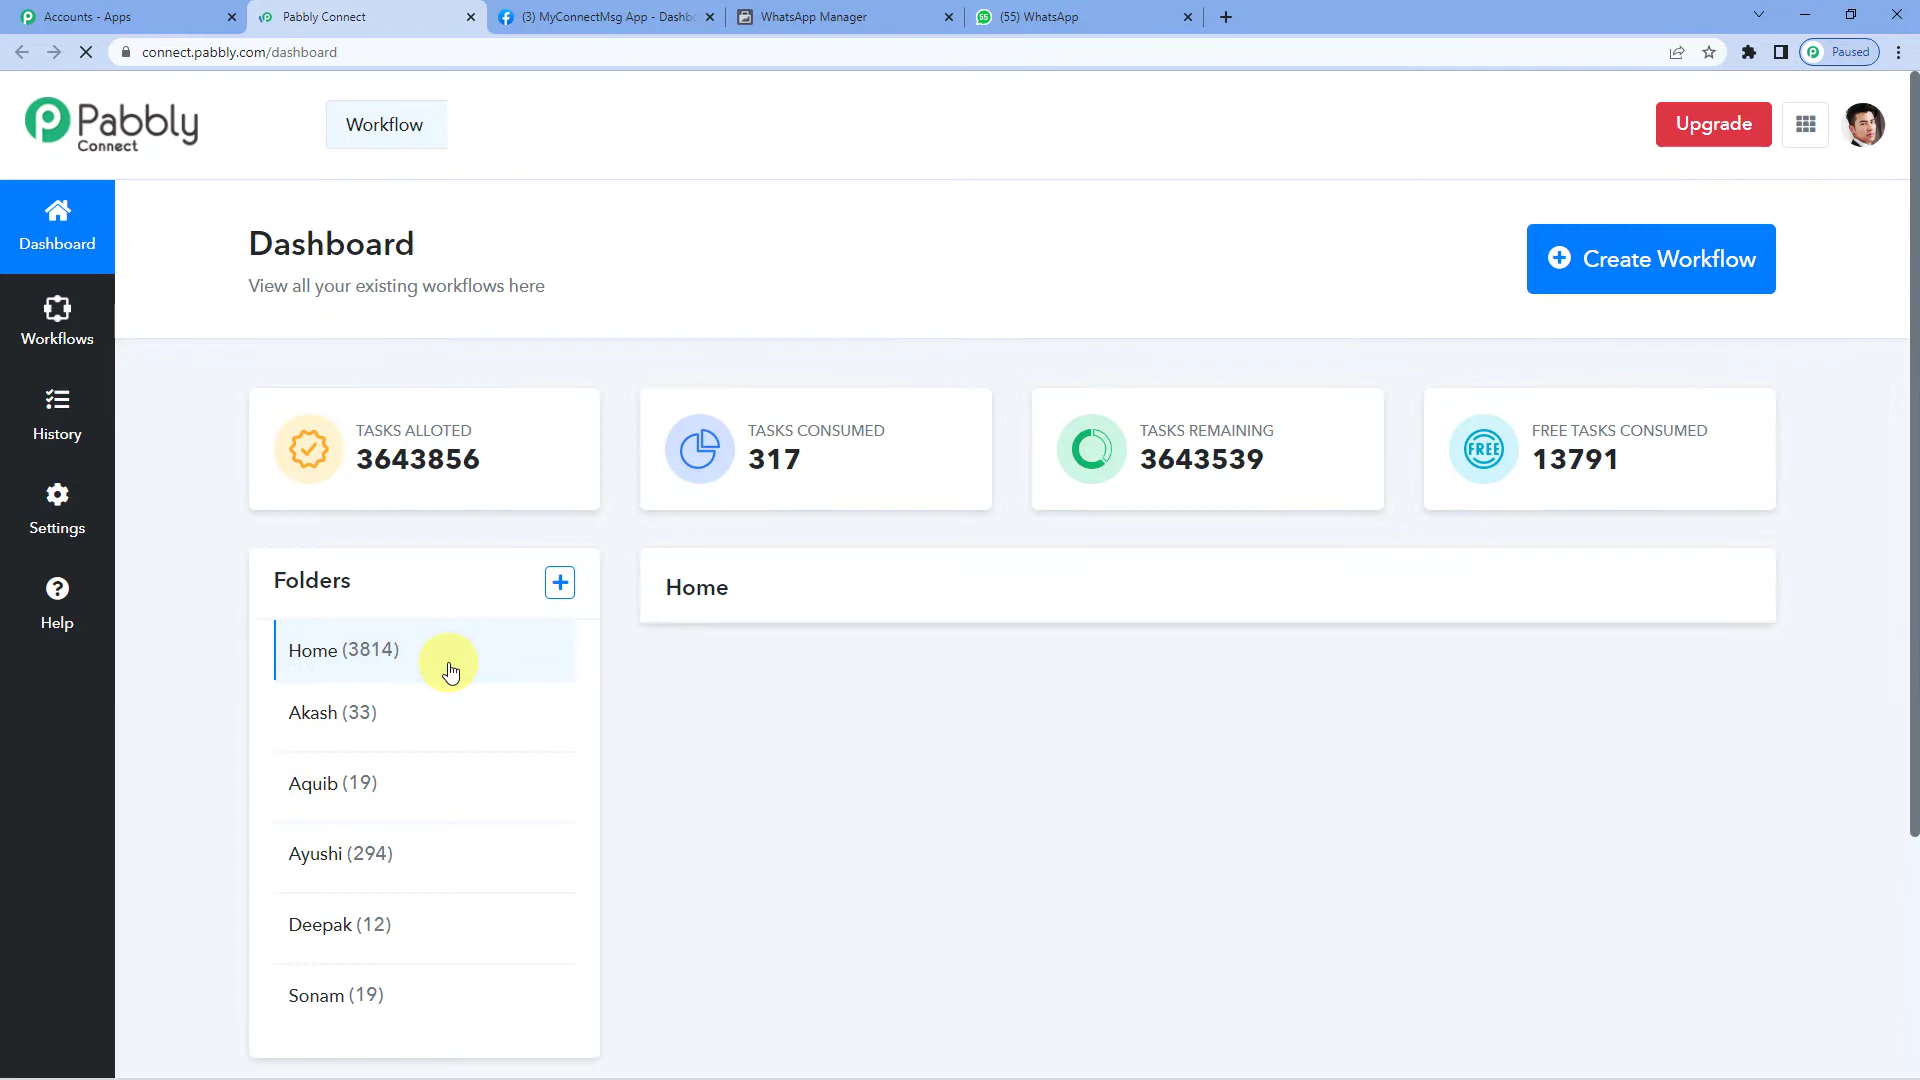 Accounts - Apps
Pabbly Connect
(3) MyConnectMsg App - Dashbo
WhatsApp Manager
55
(55) WhatsApp
connect.pabbly.com/dashboard
Paused
Pabbly
Connect
Workflow
Upgrade
Dashboard
Workflows
History
Settings
Help
Dashboard
View all your existing workflows here
Create Workflow
TASKS ALLOTED
3643856
TASKS CONSUMED
317
TASKS REMAINING
3643539
FREE
FREE TASKS CONSUMED
13791
Folders
Home (3814)
Akash (33)
Aquib (19)
Ayushi (294)
Deepak (12)
Sonam (19)
Home